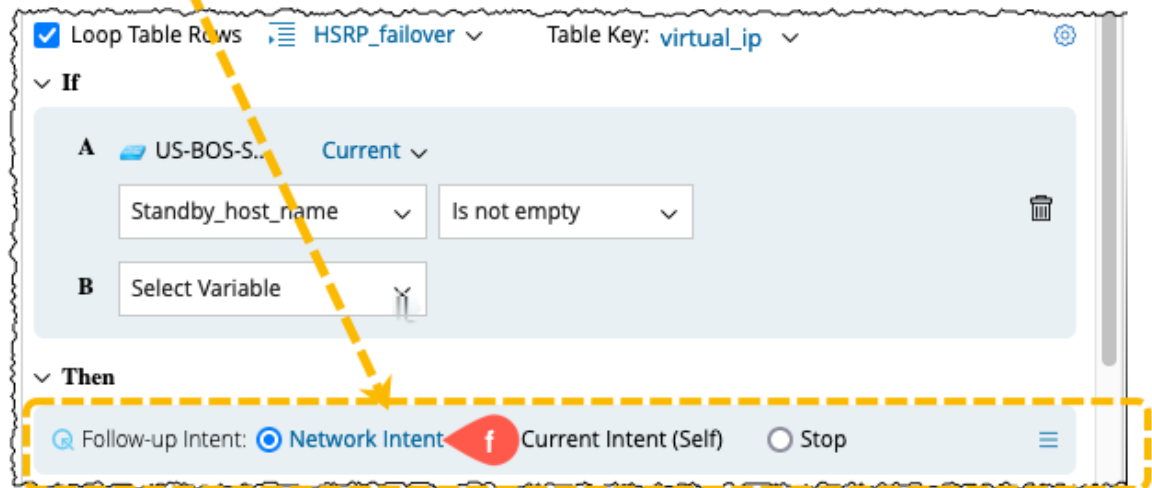 Loop Table Rows HSRP_failover Table Key: virtual_ip
If
A US-BOS-S.. Current
Standby_host_name Is not empty
B Select Variable
Then
Follow-up Intent: Network Intent f Current Intent (Self) Stop